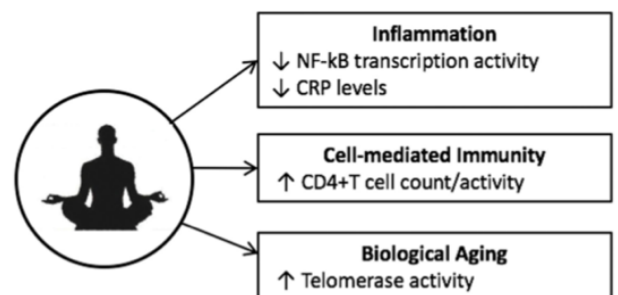 Inflammation
↓ NF-kB transcription activity
↓ CRP levels
Cell-mediated Immunity
↑ CD4+T cell count/activity
Biological Aging
↑ Telomerase activity